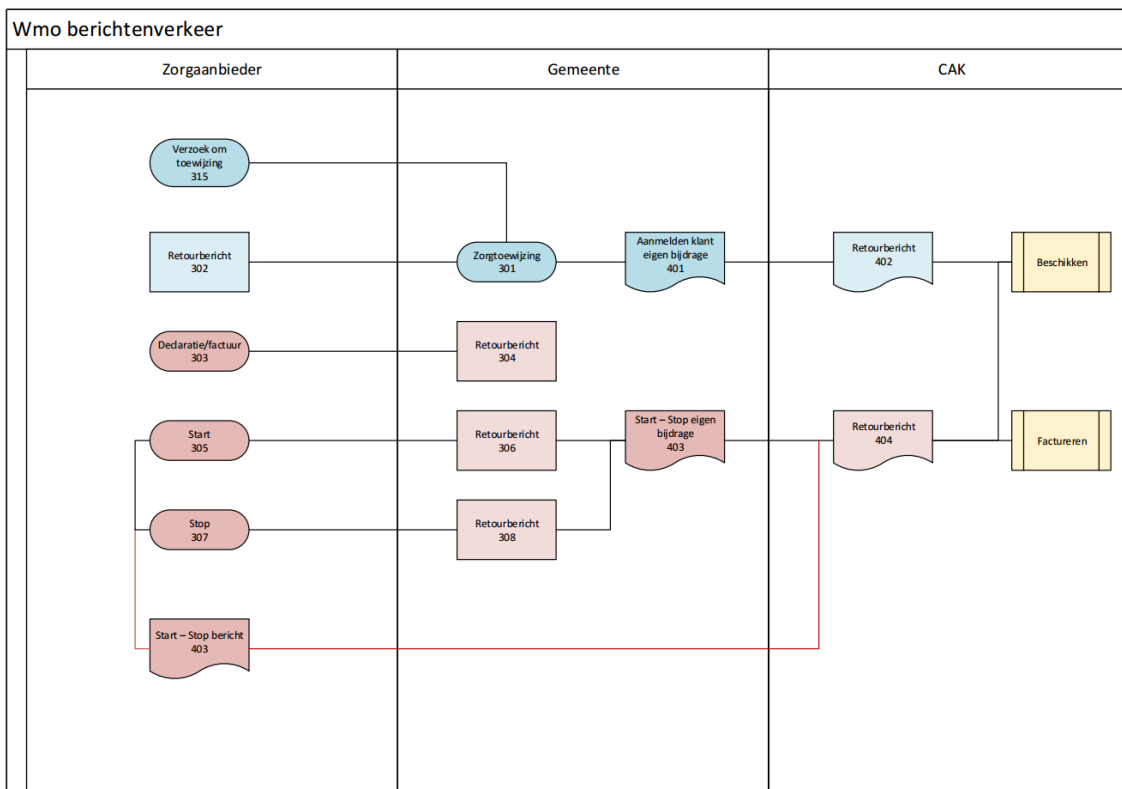 Wmo berichtenverkeer
Zorgaanbieder
Gemeente
CAK
Verzoek om
toewijzing
315
Retourbericht
302
Zorgtoewijzing
301
Aanmelden klant
eigen bijdrage
401
Retourbericht
402
Beschikken
Declaratie/factuur
303
Retourbericht
304
Start
305
Retourbericht
306
Start – Stop eigen
bijdrage
403
Retourbericht
404
Factureren
Stop
307
Retourbericht
308
Start – Stop bericht
403